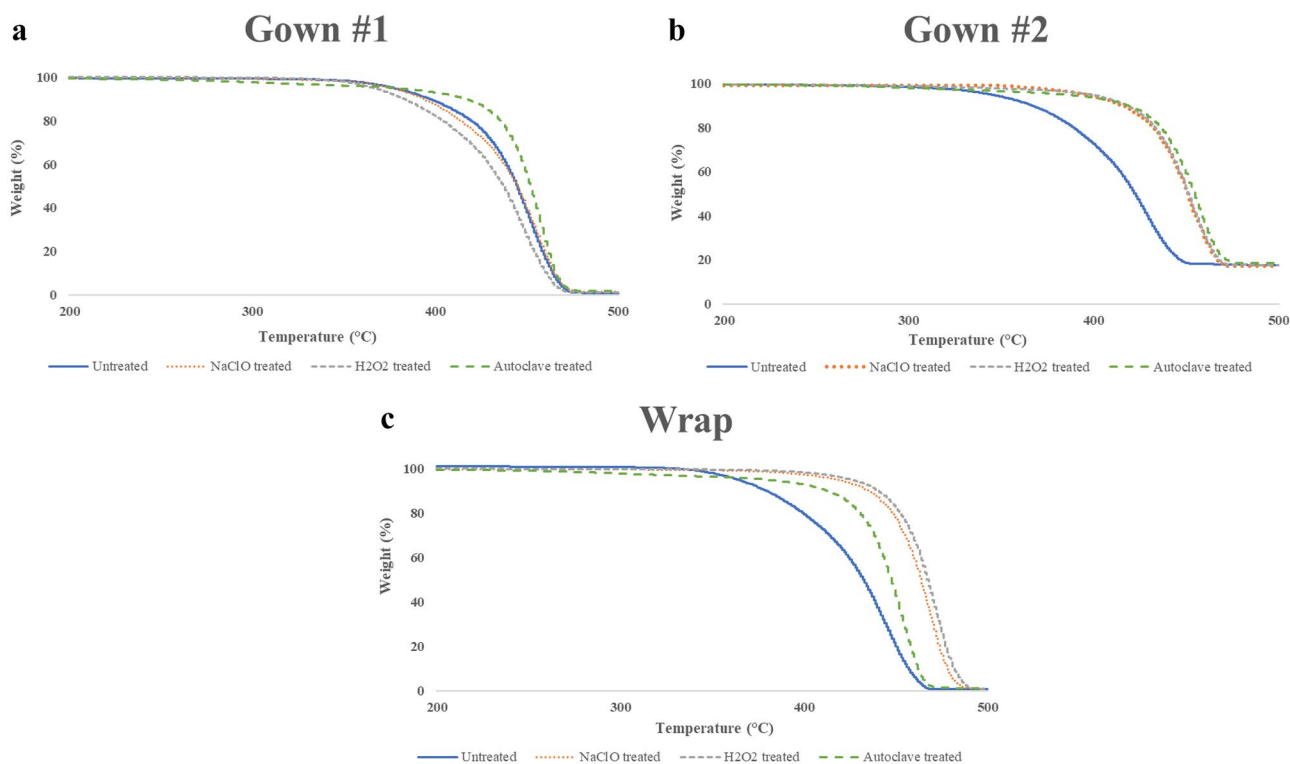 a
Gown #1
100
80
60
40
20
0
Weight (%)
200
300
400
500
Temperature (°C)
Untreated
NaClO treated
H2O2 treated
Autoclave treated
b
Gown #2
100
80
60
40
20
0
Weight (%)
200
300
400
500
Temperature (°C)
Untreated
NaClO treated
H2O2 treated
Autoclave treated
c
Wrap
100
80
60
40
20
0
Weight (%)
200
300
400
500
Temperature (°C)
Untreated
NaClO treated
H2O2 treated
Autoclave treated